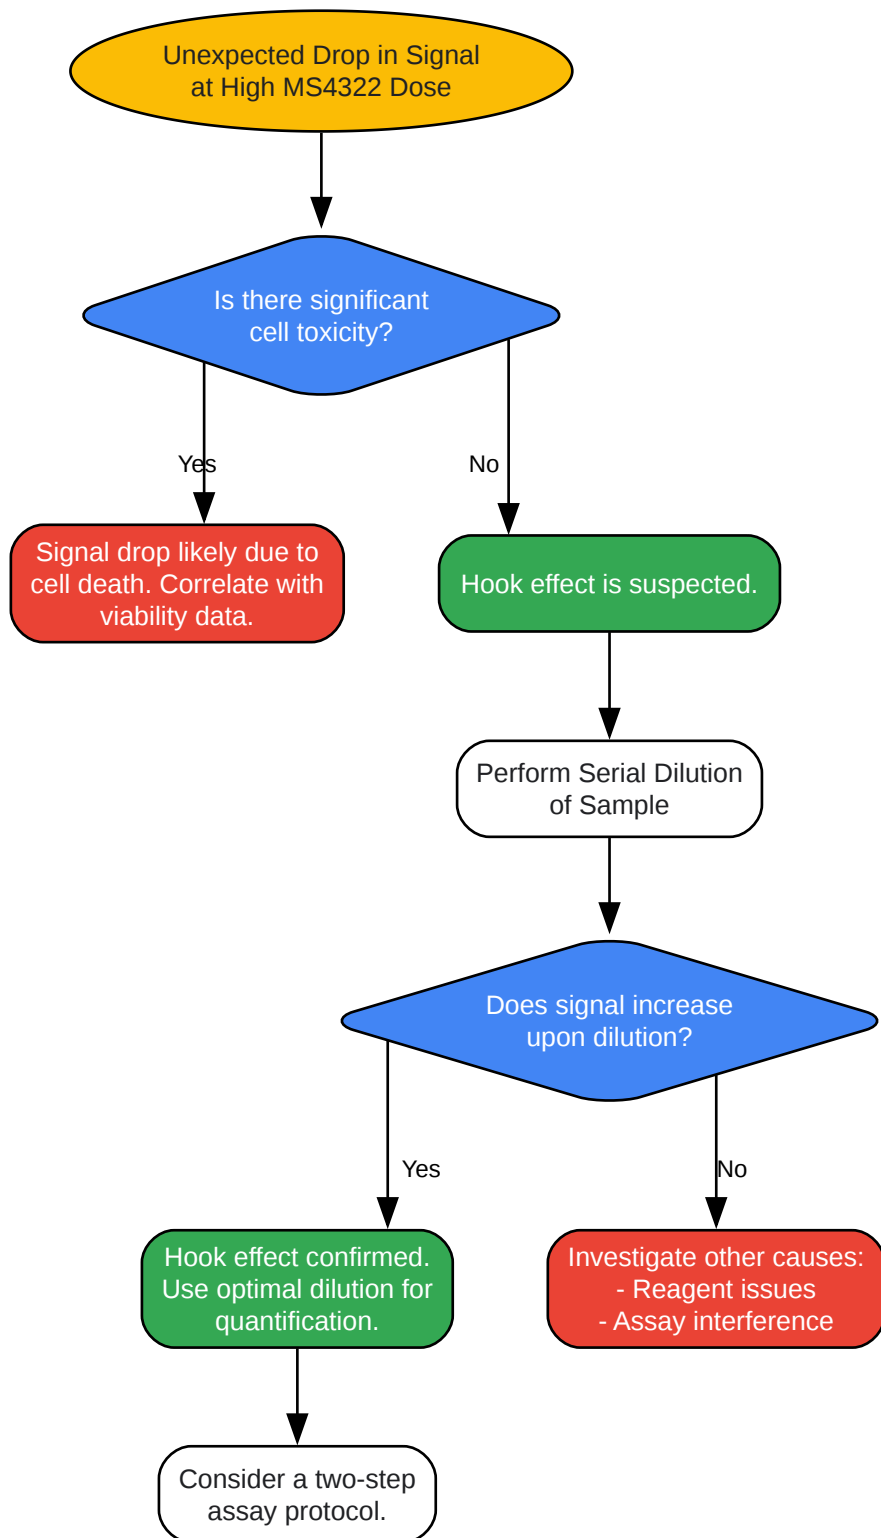 Unexpected Drop in Signal
at High MS4322 Dose
Is there significant
cell toxicity?
Yes
No
Signal drop likely due to
cell death. Correlate with
viability data.
Hook effect is suspected.
Perform Serial Dilution
of Sample
Does signal increase
upon dilution?
Yes
No
Hook effect confirmed.
Use optimal dilution for
quantification.
Investigate other causes:
- Reagent issues
- Assay interference
Consider a two-step
assay protocol.